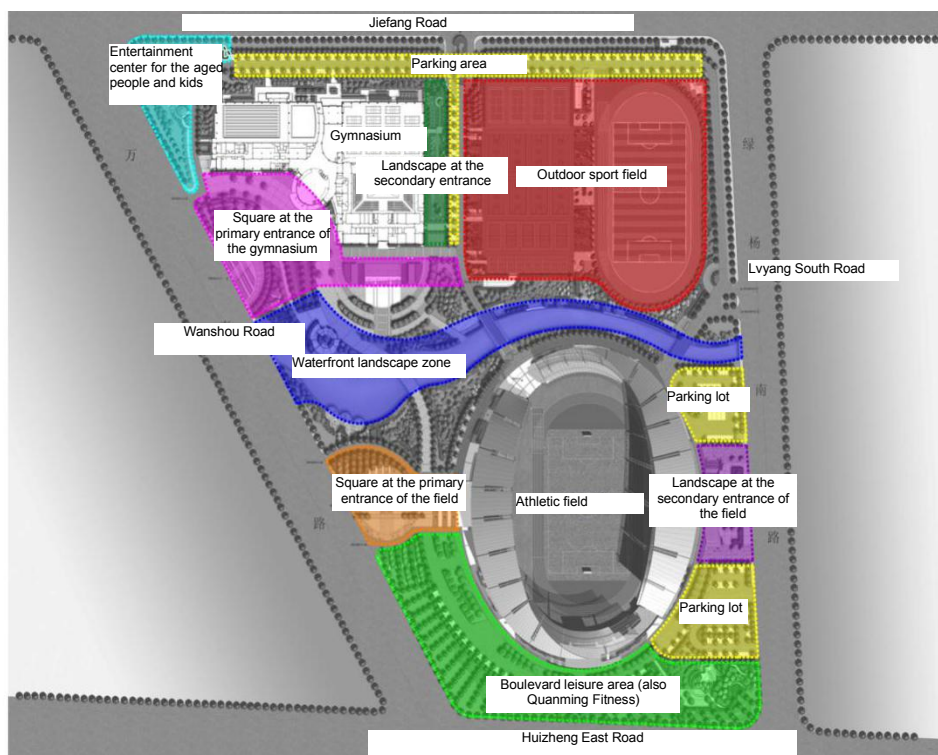 Jiefang Road
Entertainment
center for the aged
people and kids
Parking area
Gymnasium
万
绿
Landscape at the
secondary entrance
Outdoor sport field
Square at the
primary entrance of
the gymnasium
杨
Lvyang South Road
Wanshou Road
Waterfront landscape zone
Parking lot
南
Square at the primary
entrance of the field
Athletic field
Landscape at the
secondary entrance of
the field
路
路
Parking lot
Boulevard leisure area (also
Quanming Fitness)
Huizheng East Road